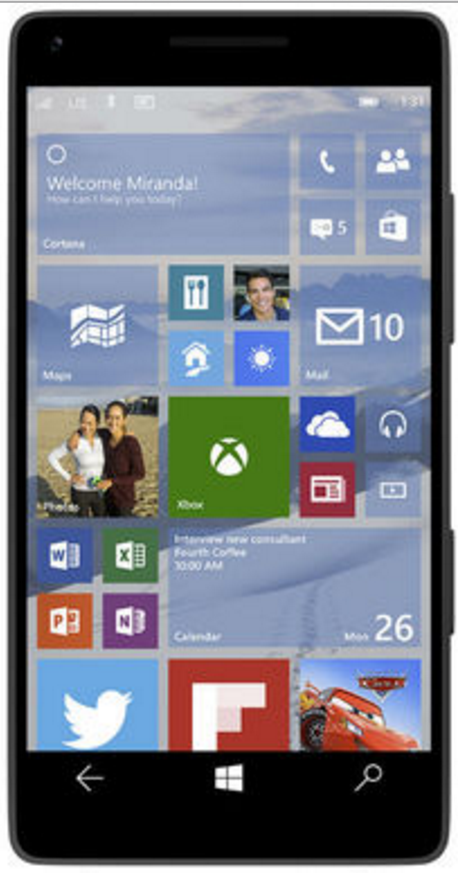 LTE
1:31
Welcome Miranda!
How can I help you today?
Cortana
5
Maps
10
Mail
Photos
Xbox
W
X
P
N
Interview new consultant
Fourth Coffee
10:00 AM
Calendar
Mon 26
Cars